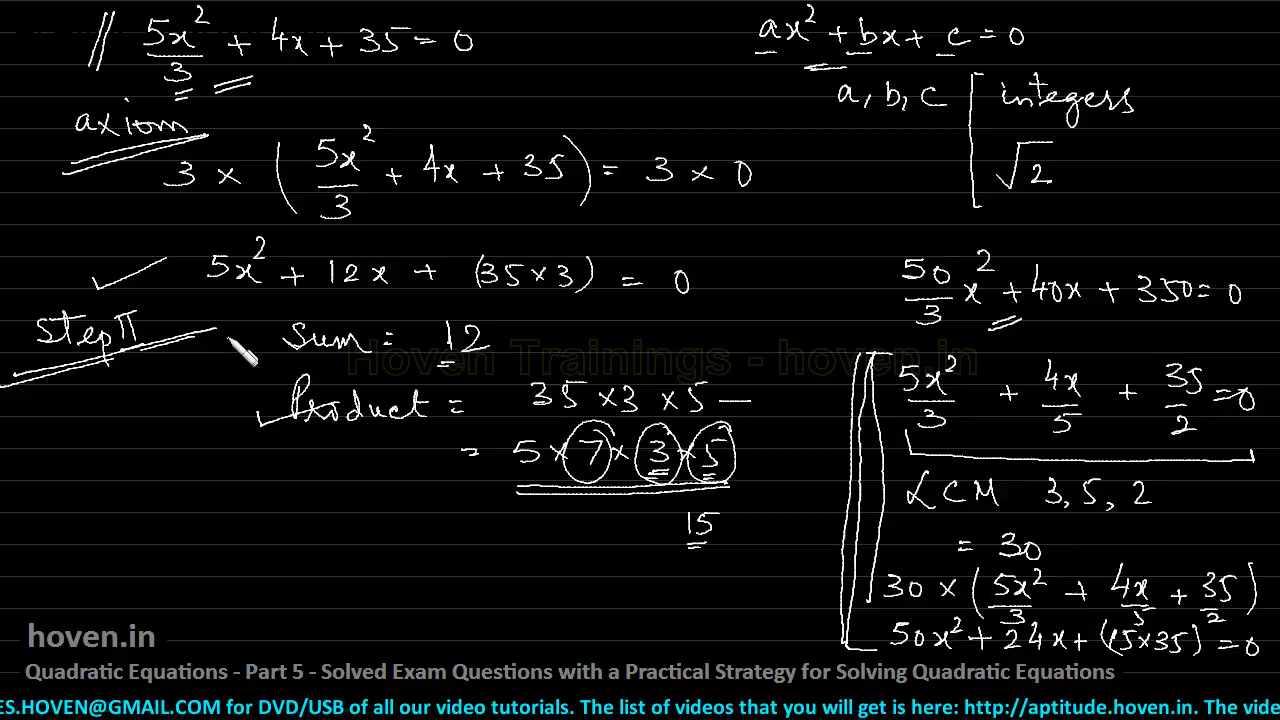 // 5x²/3 + 4x + 35 = 0
axiom
3 × ( 5x²/3 + 4x + 35 ) = 3 × 0
5x² + 12x + (35×3) = 0
Step II
Sum = 12
Product = 35 × 3 × 5
= 5 × 7 × 3 × 5
15
ax² + bx + c = 0
a, b, c integers
√2
50/3 x² + 40x + 350 = 0
5x²/3 + 4x/5 + 35/2 = 0
LCM 3, 5, 2
= 30
30 × ( 5x²/3 + 4x/5 + 35/2 )
50x² + 24x + (15×35) = 0
Hoven Trainings - hoven.in
hoven.in
Quadratic Equations - Part 5 - Solved Exam Questions with a Practical Strategy for Solving Quadratic Equations
ES.HOVEN@GMAIL.COM for DVD/USB of all our video tutorials. The list of videos that you will get is here: http://aptitude.hoven.in. The vide